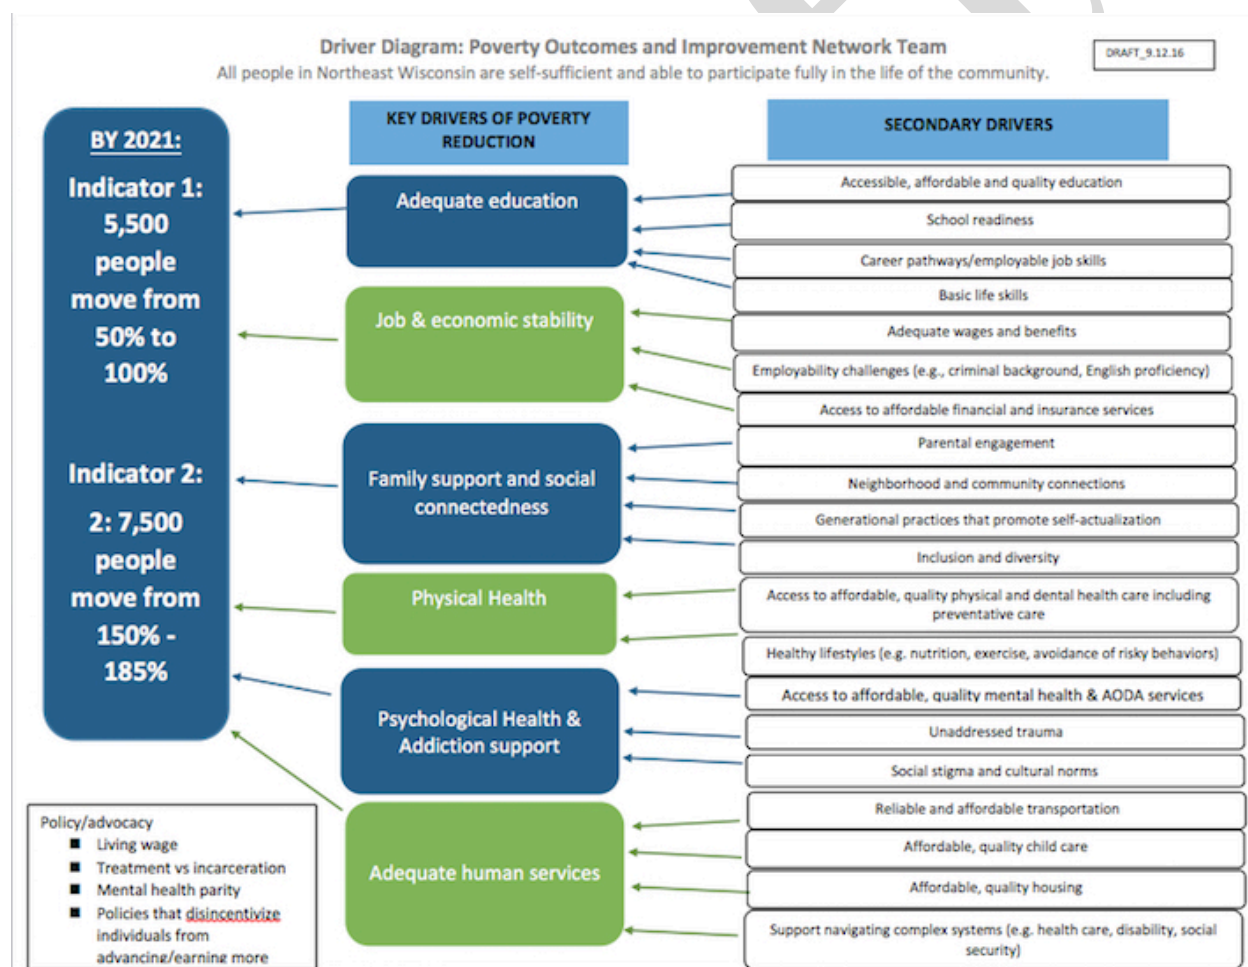 Driver Diagram: Poverty Outcomes and Improvement Network Team
DRAFT_9.12.16
All people in Northeast Wisconsin are self-sufficient and able to participate fully in the life of the community.
BY 2021:
Indicator 1:
5,500
people
move from
50% to
100%
Indicator 2:
2: 7,500
people
move from
150% -
185%
KEY DRIVERS OF POVERTY
REDUCTION
Adequate education
Job & economic stability
Family support and social
connectedness
Physical Health
Psychological Health &
Addiction support
Adequate human services
SECONDARY DRIVERS
Accessible, affordable and quality education
School readiness
Career pathways/employable job skills
Basic life skills
Adequate wages and benefits
Employability challenges (e.g., criminal background, English proficiency)
Access to affordable financial and insurance services
Parental engagement
Neighborhood and community connections
Generational practices that promote self-actualization
Inclusion and diversity
Access to affordable, quality physical and dental health care including
preventative care
Healthy lifestyles (e.g. nutrition, exercise, avoidance of risky behaviors)
Access to affordable, quality mental health & AODA services
Unaddressed trauma
Social stigma and cultural norms
Reliable and affordable transportation
Affordable, quality child care
Affordable, quality housing
Support navigating complex systems (e.g. health care, disability, social
security)
Policy/advocacy
■ Living wage
■ Treatment vs incarceration
■ Mental health parity
■ Policies that disincentivize
individuals from
advancing/earning more